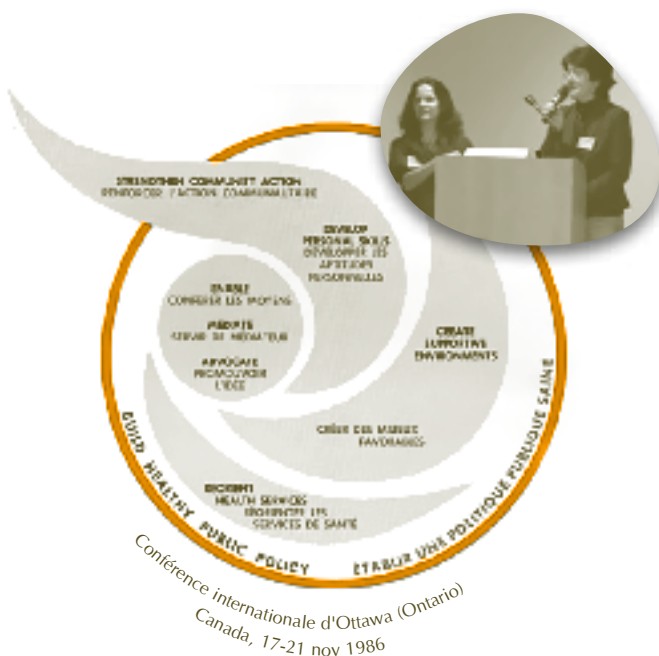 STRENGTHEN COMMUNITY ACTION
RENFORCER L'ACTION COMMUNAUTAIRE
DEVELOP
PERSONAL SKILLS
DÉVELOPPER LES
APTITUDES
PERSONNELLES
ENABLE
CONFÉRER LES MOYENS
MEDIATE
SERVIR DE MÉDIATEUR
ADVOCATE
PROMOUVOIR
L'IDÉE
CREATE
SUPPORTIVE
ENVIRONMENTS
CRÉER DES MILIEUX
FAVORABLES
REORIENT
HEALTH SERVICES
RÉORIENTER LES
SERVICES DE SANTÉ
BUILD HEALTHY PUBLIC POLICY
ÉTABLIR UNE POLITIQUE PUBLIQUE SAINE
Conférence internationale d'Ottawa (Ontario)
Canada, 17-21 nov 1986